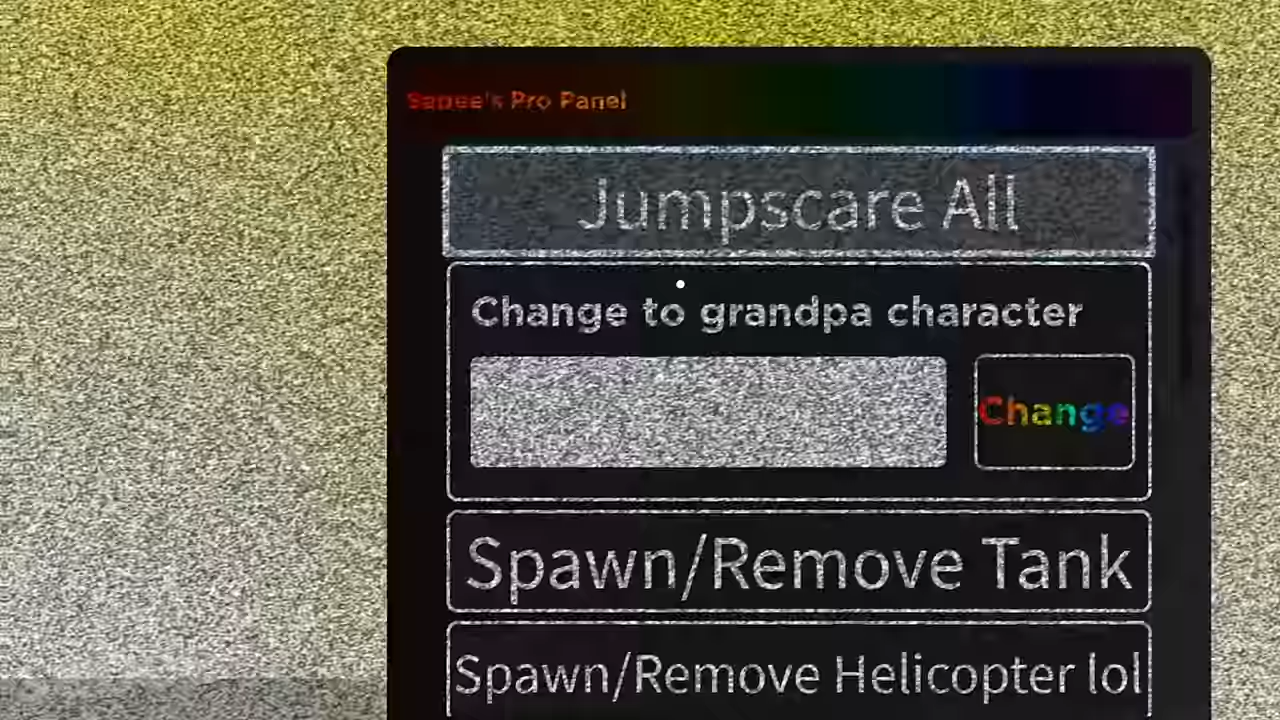 Pro Panel
Jumpscare All
Change to grandpa character
Change
Spawn/Remove Tank
Spawn/Remove Helicopter lol